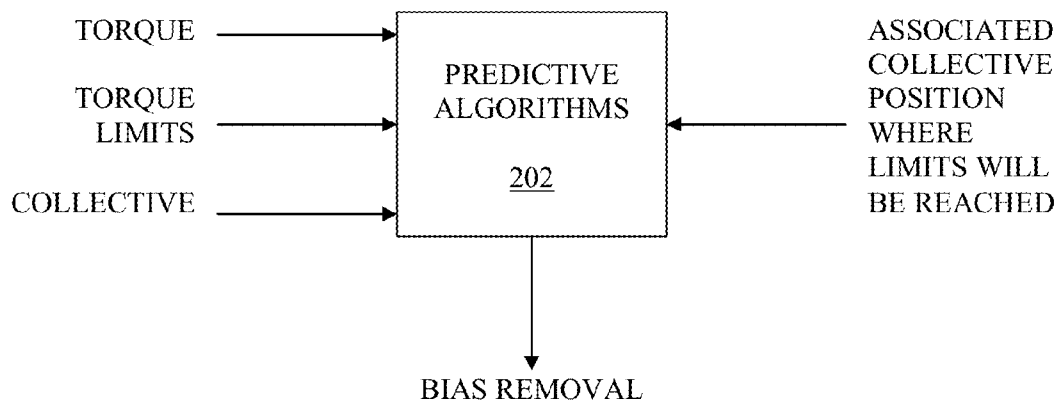 TORQUE
TORQUE
LIMITS
COLLECTIVE
PREDICTIVE
ALGORITHMS
202
ASSOCIATED
COLLECTIVE
POSITION
WHERE
LIMITS WILL
BE REACHED
BIAS REMOVAL